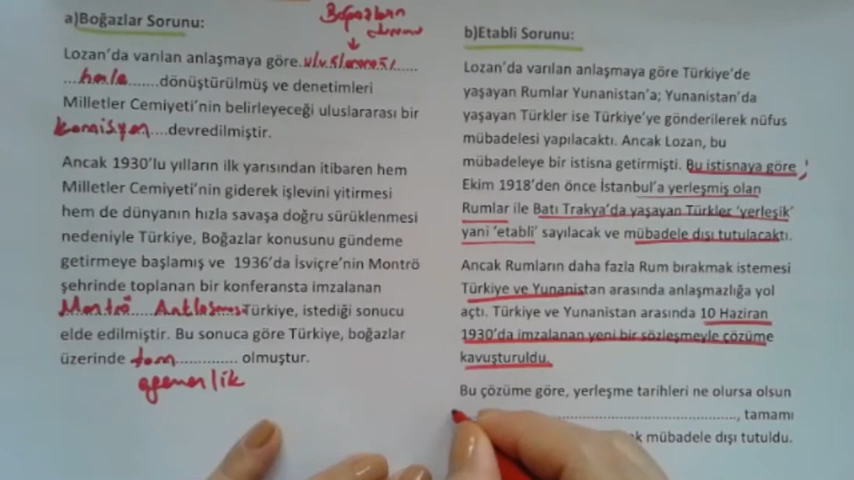 a)Boğazlar Sorunu:
Boğazların
durumu
Lozan'da varılan anlaşmaya göre.uluslararası......
...hale.......dönüştürülmüş ve denetimleri
Milletler Cemiyeti'nin belirleyeceği uluslararası bir
komisyon....devredilmiştir.
Ancak 1930'lu yılların ilk yarısından itibaren hem
Milletler Cemiyeti'nin giderek işlevini yitirmesi
hem de dünyanın hızla savaşa doğru sürüklenmesi
nedeniyle Türkiye, Boğazlar konusunu gündeme
getirmeye başlamış ve 1936'da İsviçre'nin Montrö
şehrinde toplanan bir konferansta imzalanan
Montrö Antlaşması Türkiye, istediği sonucu
elde edilmiştir. Bu sonuca göre Türkiye, boğazlar
üzerinde tam.............. olmuştur.
egemenlik
b)Etabli Sorunu:
Lozan'da varılan anlaşmaya göre Türkiye'de
yaşayan Rumlar Yunanistan'a; Yunanistan'da
yaşayan Türkler ise Türkiye'ye gönderilerek nüfus
mübadelesi yapılacaktı. Ancak Lozan, bu
mübadeleye bir istisna getirmişti. Bu istisnaya göre,
Ekim 1918'den önce İstanbul'a yerleşmiş olan
Rumlar ile Batı Trakya'da yaşayan Türkler 'yerleşik'
yani 'etabli' sayılacak ve mübadele dışı tutulacaktı.
Ancak Rumların daha fazla Rum bırakmak istemesi
Türkiye ve Yunanistan arasında anlaşmazlığa yol
açtı. Türkiye ve Yunanistan arasında 10 Haziran
1930'da imzalanan yeni bir sözleşmeyle çözüme
kavuşturuldu.
Bu çözüme göre, yerleşme tarihleri ne olursa olsun
......................................, tamamı
mübadele dışı tutuldu.